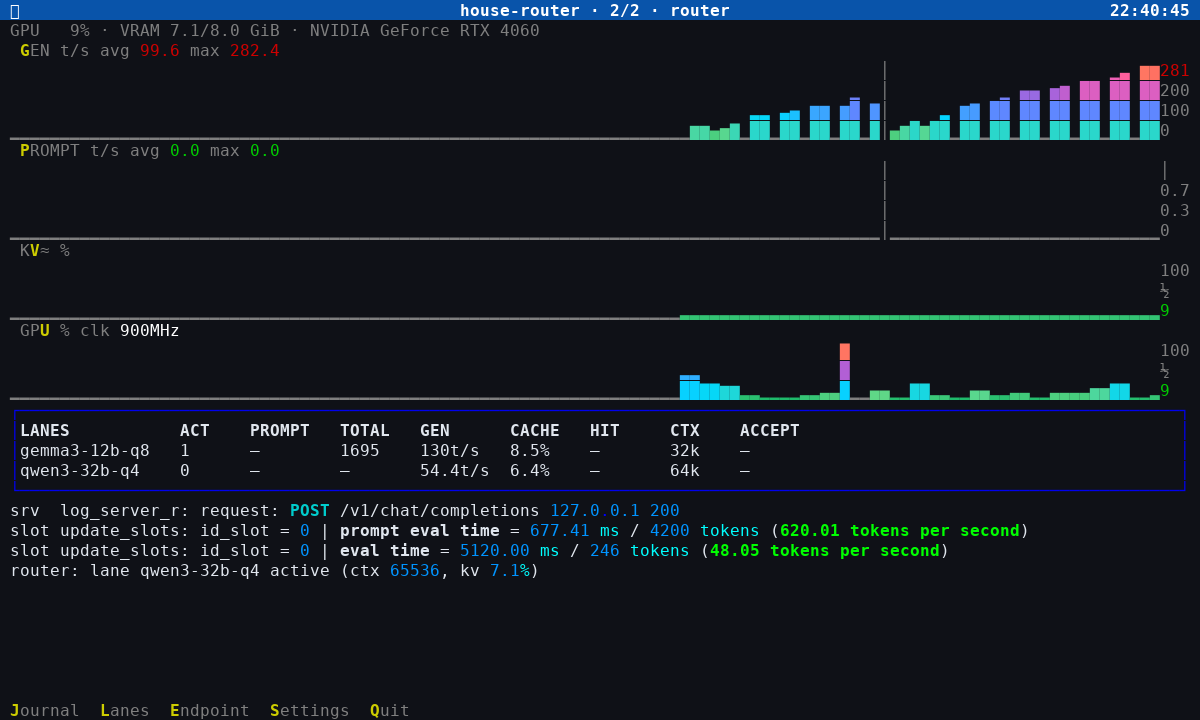 house-router · 2/2 · router 22:40:45
GPU 9% · VRAM 7.1/8.0 GiB · NVIDIA GeForce RTX 4060
GEN t/s avg 99.6 max 282.4
281
200
100
0
PROMPT t/s avg 0.0 max 0.0
0.7
0.3
0
KV≈ %
100
½
9
GPU % clk 900MHz
100
½
9
LANES ACT PROMPT TOTAL GEN CACHE HIT CTX ACCEPT
gemma3-12b-q8 1 — 1695 130t/s 8.5% — 32k —
qwen3-32b-q4 0 — — 54.4t/s 6.4% — 64k —
srv log_server_r: request: POST /v1/chat/completions 127.0.0.1 200
slot update_slots: id_slot = 0 | prompt eval time = 677.41 ms / 4200 tokens (620.01 tokens per second)
slot update_slots: id_slot = 0 | eval time = 5120.00 ms / 246 tokens (48.05 tokens per second)
router: lane qwen3-32b-q4 active (ctx 65536, kv 7.1%)
Journal Lanes Endpoint Settings Quit